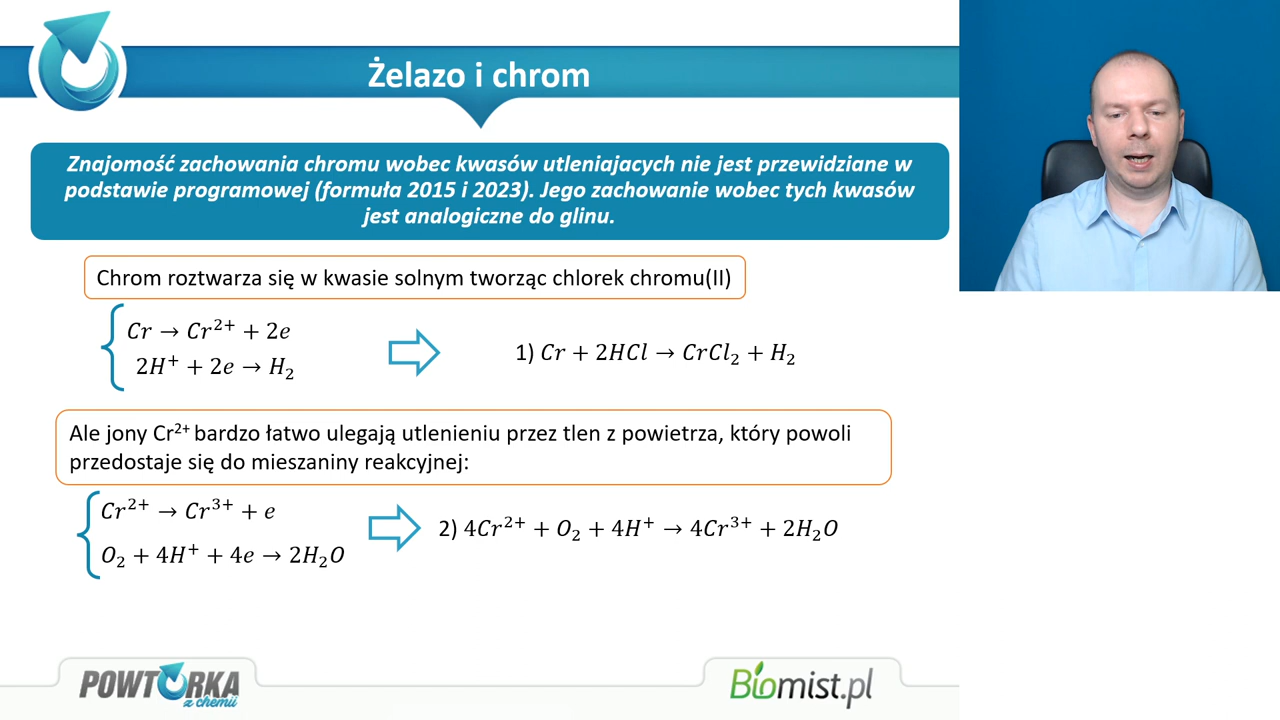 Żelazo i chrom
Znajomość zachowania chromu wobec kwasów utleniajacych nie jest przewidziane w
podstawie programowej (formuła 2015 i 2023). Jego zachowanie wobec tych kwasów
jest analogiczne do glinu.
Chrom roztwarza się w kwasie solnym tworząc chlorek chromu(II)
Cr → Cr²⁺ + 2e
2H⁺ + 2e → H₂
1) Cr + 2HCl → CrCl₂ + H₂
Ale jony Cr²⁺ bardzo łatwo ulegają utlenieniu przez tlen z powietrza, który powoli
przedostaje się do mieszaniny reakcyjnej:
Cr²⁺ → Cr³⁺ + e
O₂ + 4H⁺ + 4e → 2H₂O
2) 4Cr²⁺ + O₂ + 4H⁺ → 4Cr³⁺ + 2H₂O
POWTÓRKA
z chemii
Biomist.pl